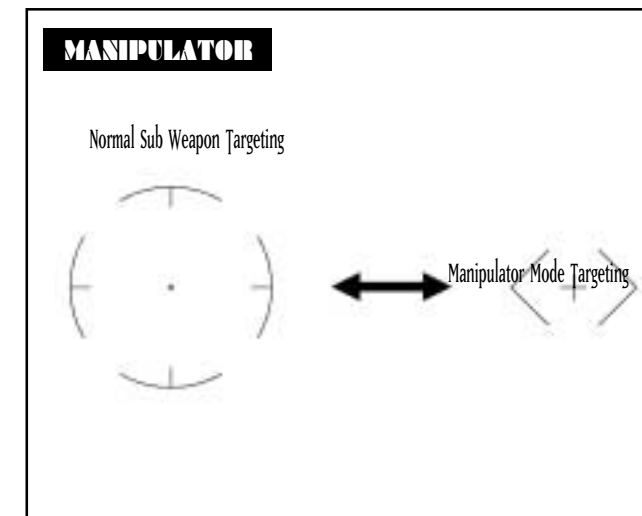 MANIPULATOR
Normal Sub Weapon Targeting
Manipulator Mode Targeting